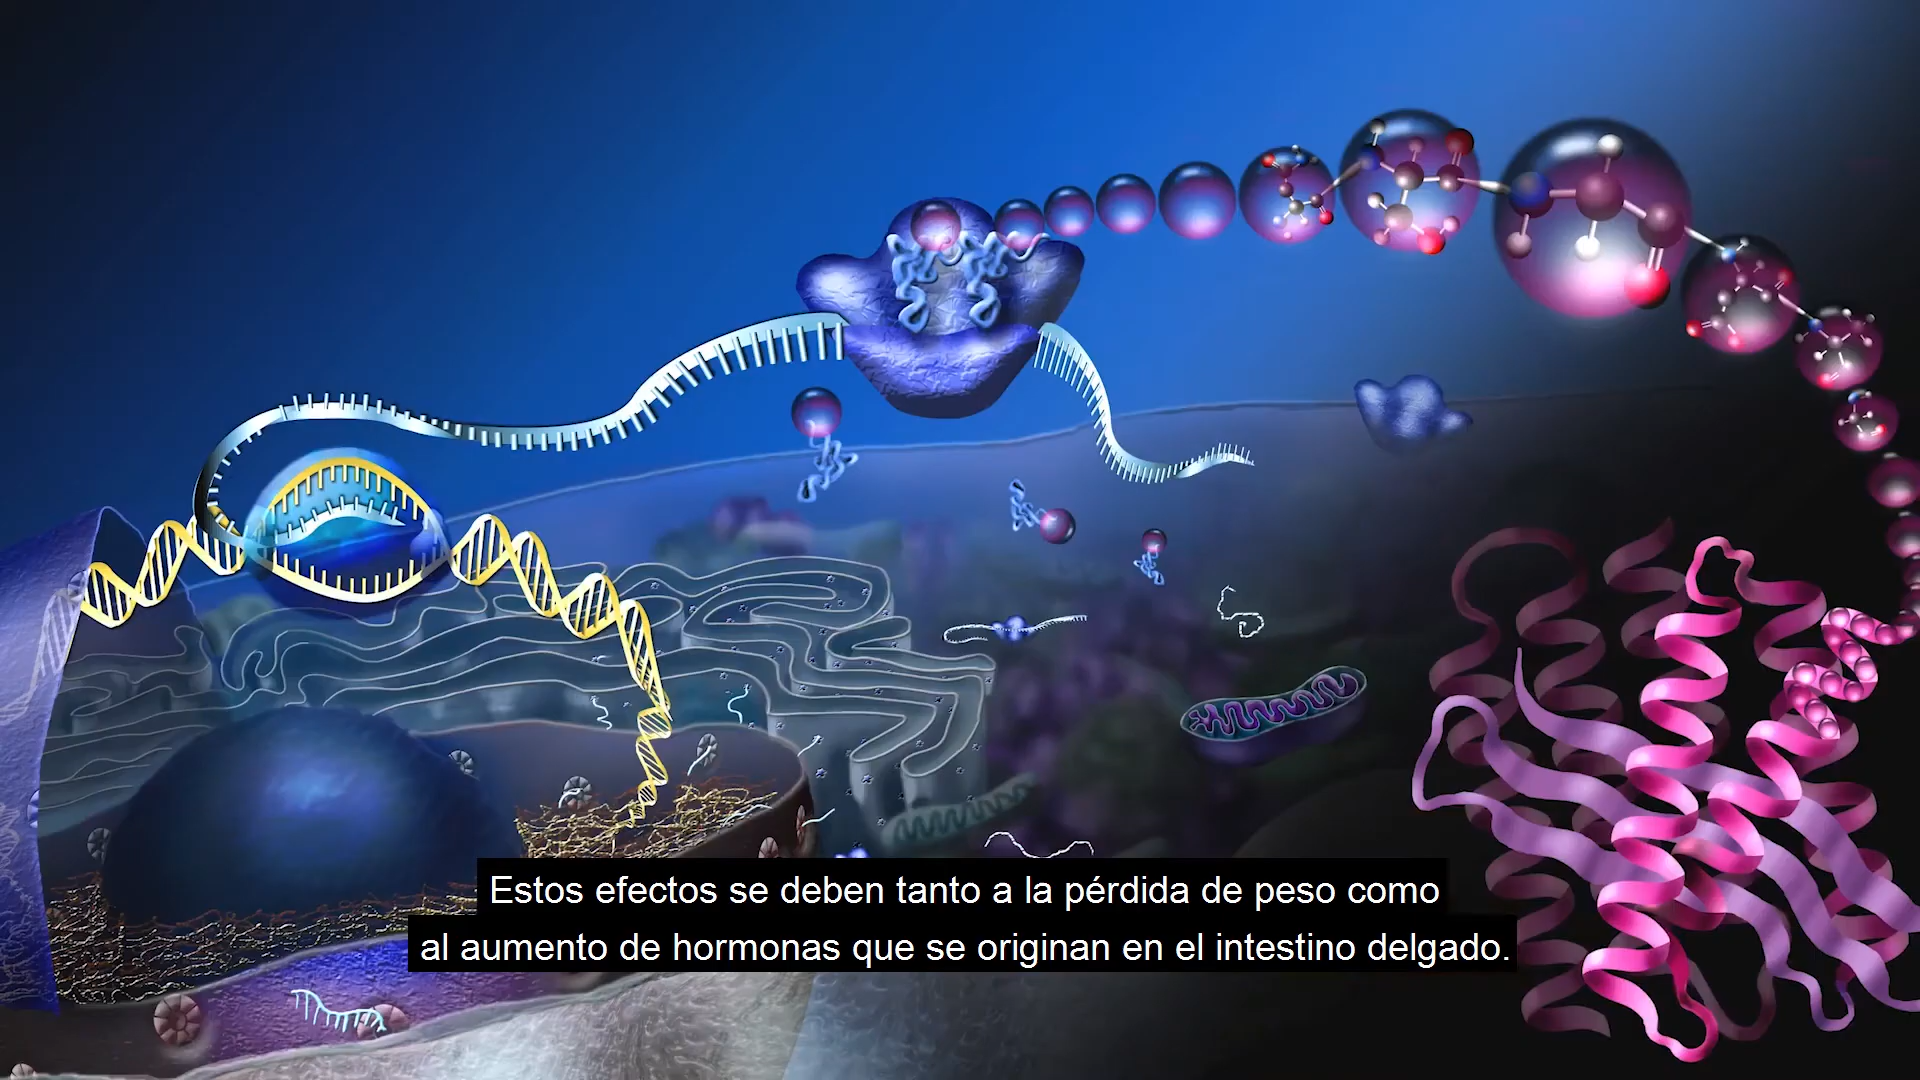 Estos efectos se deben tanto a la pérdida de peso como
al aumento de hormonas que se originan en el intestino delgado.